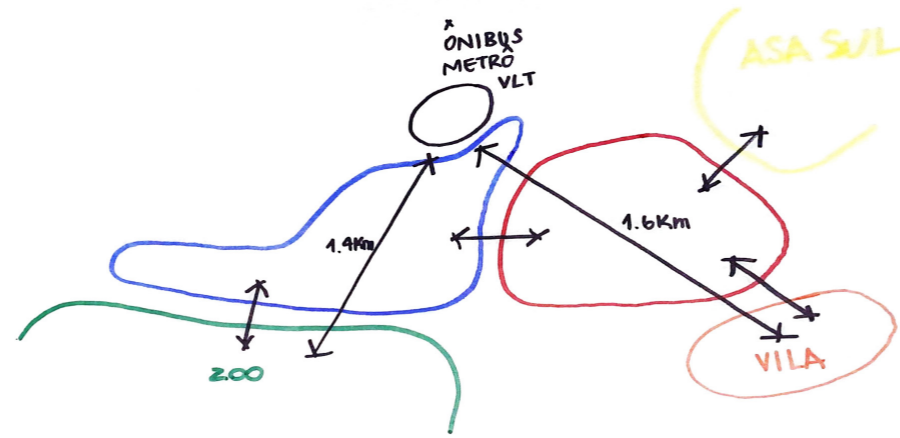 ÔNIBUS
METRÔ
VLT
ASA SUL
1.4Km
1.6Km
ZOO
VILA